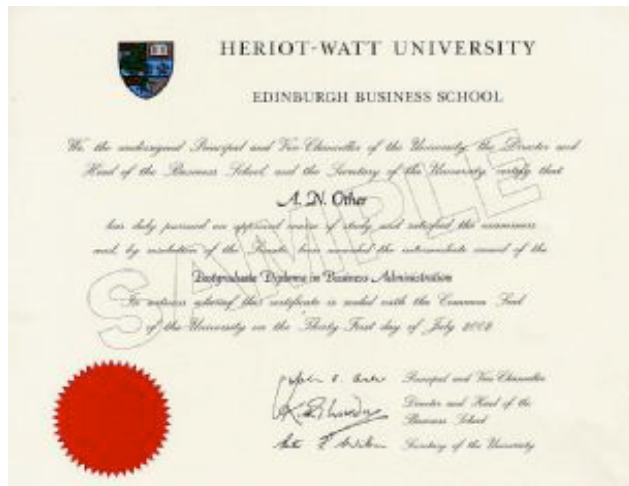 HERIOT-WATT UNIVERSITY
EDINBURGH BUSINESS SCHOOL
We the undersigned Principal and Vice-Chancellor of the University, the Director and
Head of the Business School, and the Secretary of the University certify that
A. N. Other
has duly pursued an approved course of study and satisfied the examiners
and, by resolution of the Senate, been awarded the intermediate award of the
Postgraduate Diploma in Business Administration
In witness whereof this certificate is sealed with the Common Seal
of the University on the Thirty First day of July 2002
SAMPLE
Principal and Vice-Chancellor
Director and Head of the
Business School
Secretary of the University